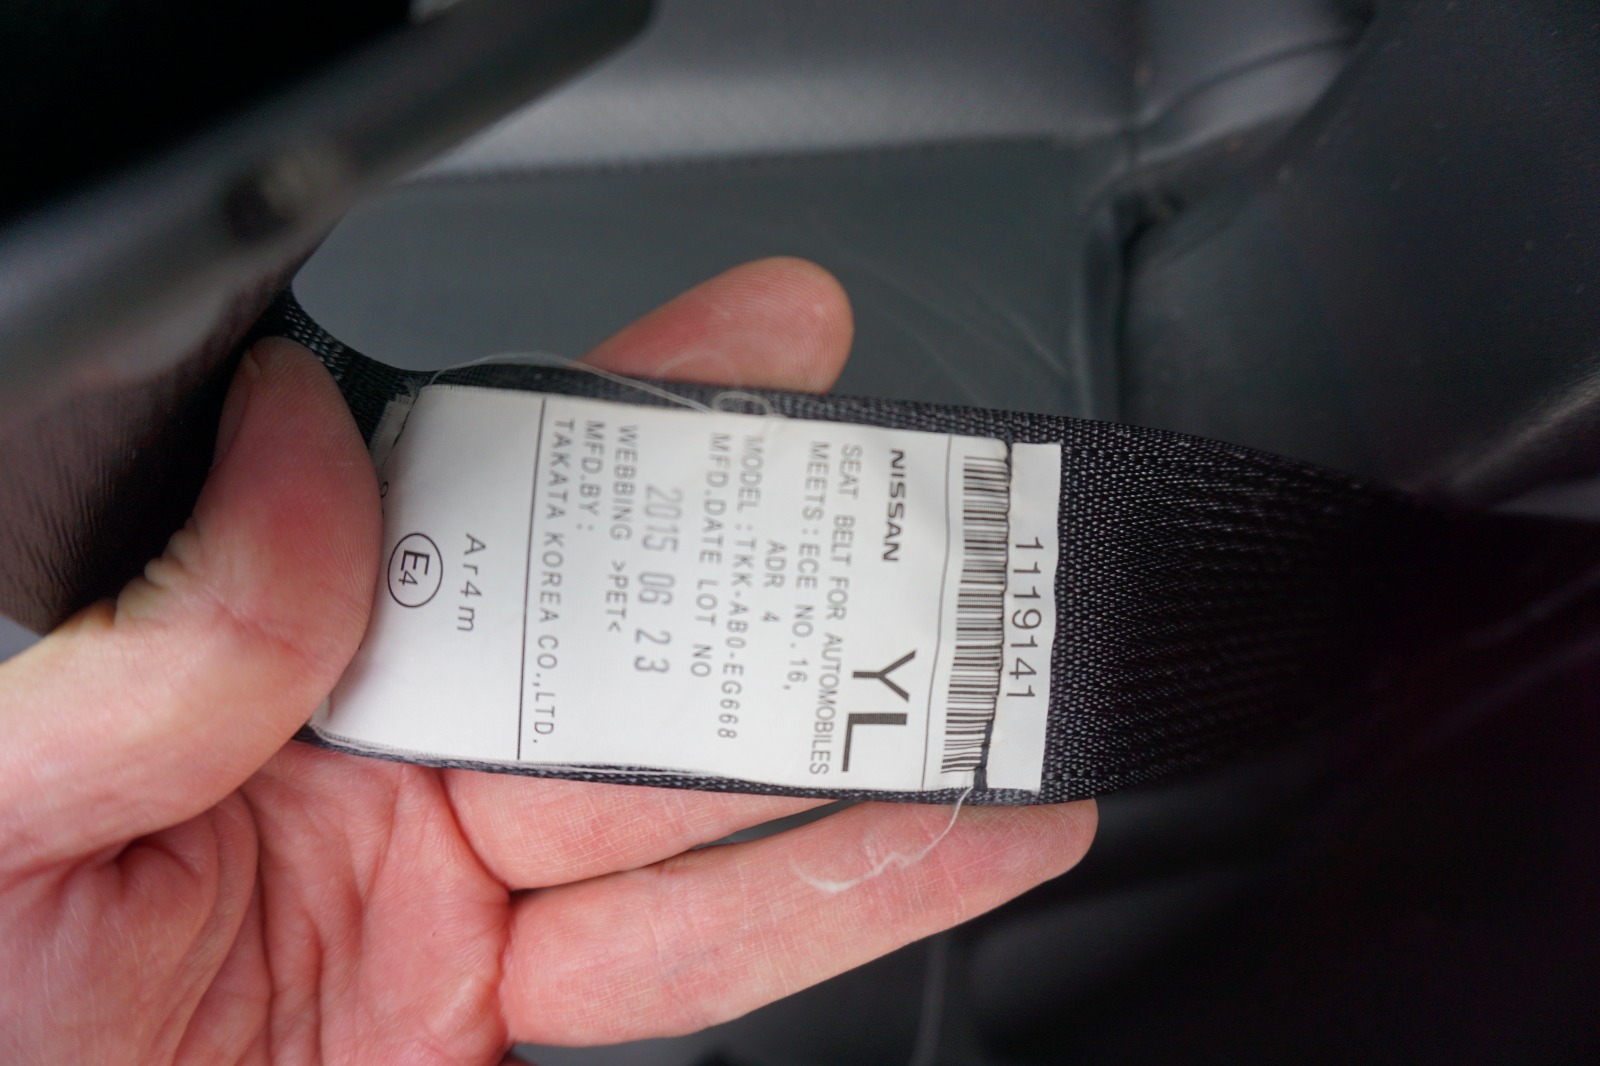 1119141
NISSAN
YL
SEAT BELT FOR AUTOMOBILES
MEETS:ECE NO.16,
ADR 4
MODEL:TKK-AB0-EG668
MFD.DATE LOT NO
2015 06 23
WEBBING >PET<
MFD.BY:
TAKATA KOREA CO.,LTD.
Ar4m
E4